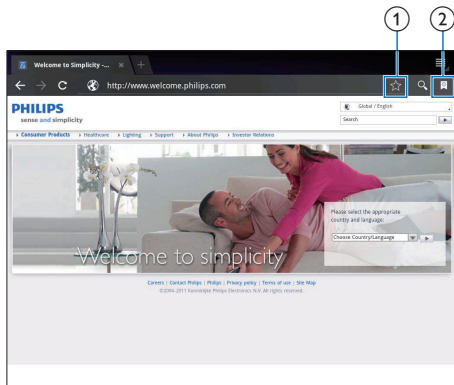 1 2
Welcome to Simplicity -... × +
http://www.welcome.philips.com
PHILIPS
sense and simplicity
Global / English
Search
Consumer Products Healthcare Lighting Support About Philips Investor Relations
Please select the appropriate
country and language:
Choose Country/Language
Welcome to simplicity
Careers | Contact Philips | Philips | Privacy policy | Terms of use | Site Map
©2004-2011 Koninklijke Philips Electronics N.V. All rights reserved.